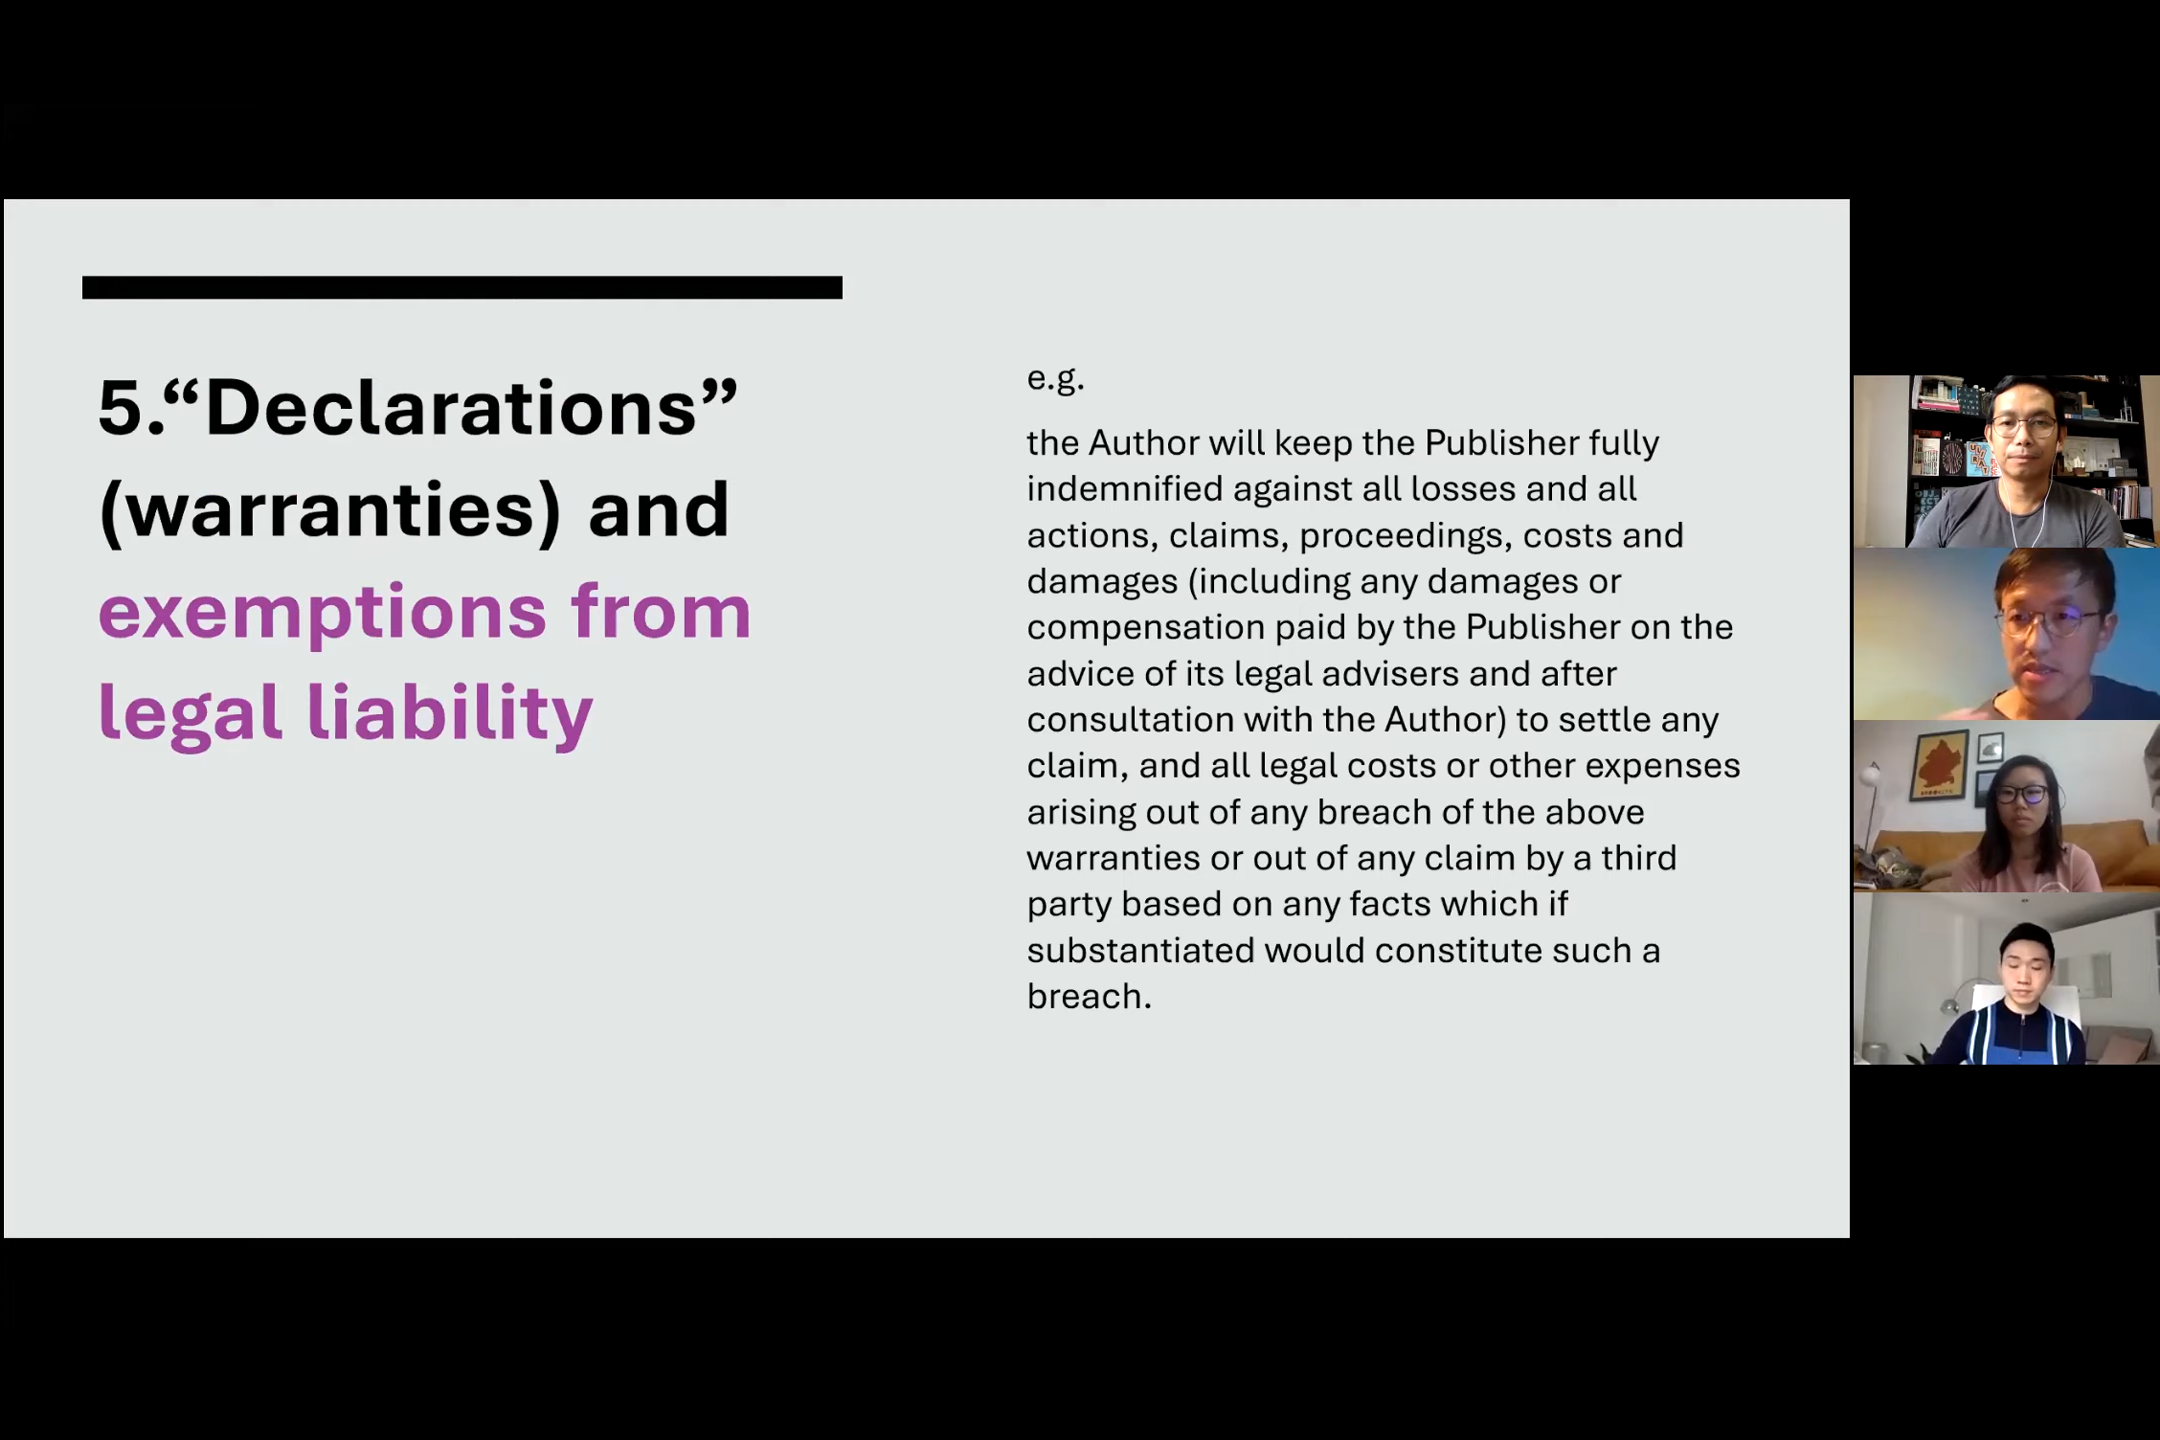 5.“Declarations”
(warranties) and
exemptions from
legal liability
e.g.
the Author will keep the Publisher fully
indemnified against all losses and all
actions, claims, proceedings, costs and
damages (including any damages or
compensation paid by the Publisher on the
advice of its legal advisers and after
consultation with the Author) to settle any
claim, and all legal costs or other expenses
arising out of any breach of the above
warranties or out of any claim by a third
party based on any facts which if
substantiated would constitute such a
breach.
BROOKLYN